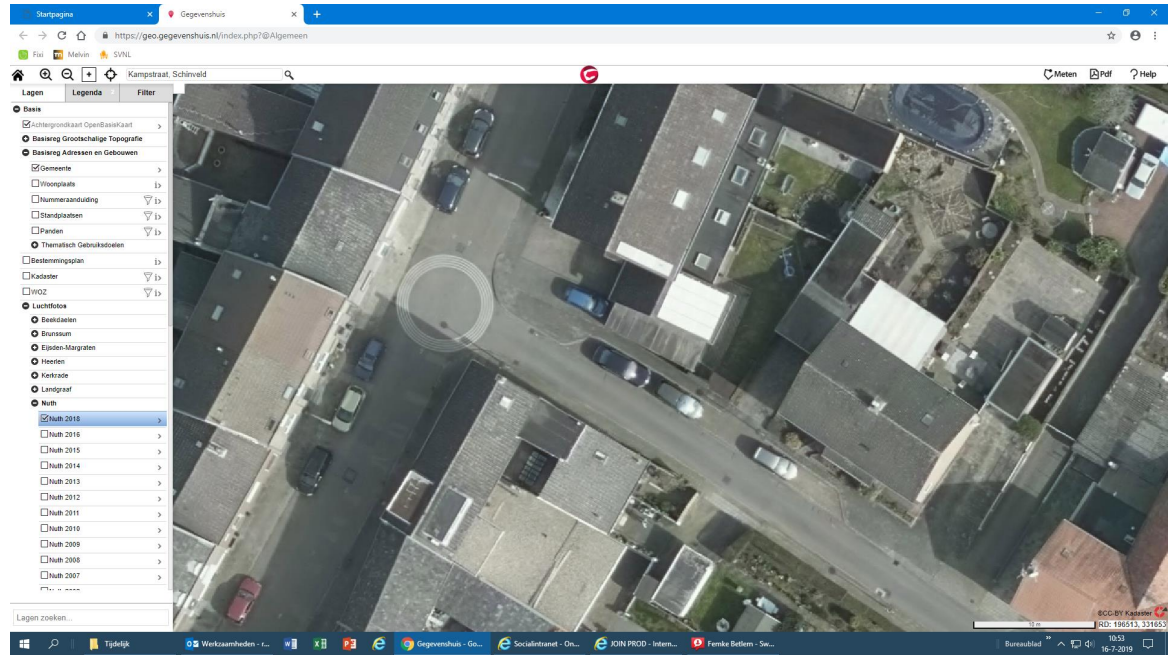 Startpagina
Gegevenshuis
https://geo.gegevenshuis.nl/index.php?@Algemeen
Fixi Melvin SVNL
Kampstraat, Schinveld
Meten Pdf Help
Lagen Legenda Filter
Basis
Achtergrondkaart OpenBasisKaart
Basisreg Grootschalige Topografie
Basisreg Adressen en Gebouwen
Gemeente
Woonplaats
Nummeraanduiding
Standplaatsen
Panden
Thematisch Gebruiksdoelen
Bestemmingsplan
Kadaster
WOZ
Luchtfotos
Beekdaelen
Brunssum
Eijsden-Margraten
Heerlen
Kerkrade
Landgraaf
Nuth
Nuth 2018
Nuth 2016
Nuth 2015
Nuth 2014
Nuth 2013
Nuth 2012
Nuth 2011
Nuth 2010
Nuth 2009
Nuth 2008
Nuth 2007
Lagen zoeken...
©CC-BY Kadaster
10 m
RD: 196513, 331653
Tijdelijk
Werkzaamheden - r...
Gegevenshuis - Go...
Socialintranet - On...
JOIN PROD - Intern...
Femke Betlem - Sw...
Bureaublad
10:53
16-7-2019